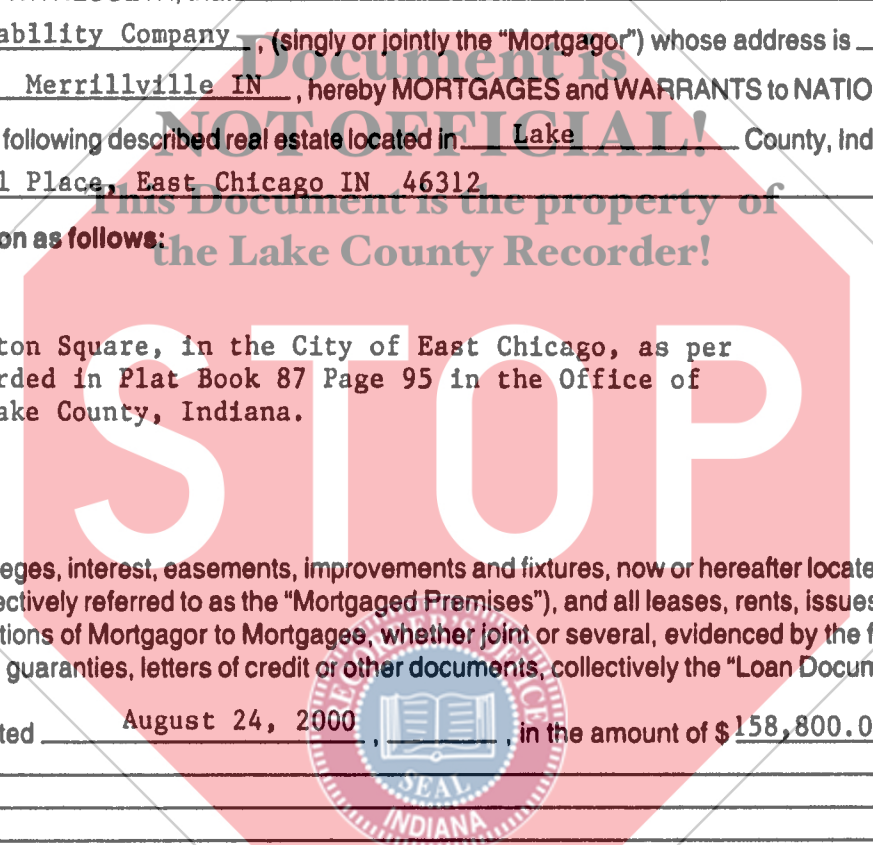 ability Company , (singly or jointly the “Mortgagor”) whose address is
Document is
Merrillville IN , hereby MORTGAGES and WARRANTS to NATIO
NOT OFFICIAL!
following described real estate located in Lake County, Ind
l Place, East Chicago IN 46312
This Document is the property of
on as follows:
the Lake County Recorder!
STOP
ton Square, in the City of East Chicago, as per
rded in Plat Book 87 Page 95 in the Office of
ake County, Indiana.
eges, interest, easements, improvements and fixtures, now or hereafter locate
ectively referred to as the “Mortgaged Premises”), and all leases, rents, issues
tions of Mortgagor to Mortgagee, whether joint or several, evidenced by the f
guaranties, letters of credit or other documents, collectively the “Loan Docum
ted August 24, 2000 , , in the amount of $158,800.0
RECORDER'S OFFICE
SEAL
INDIANA